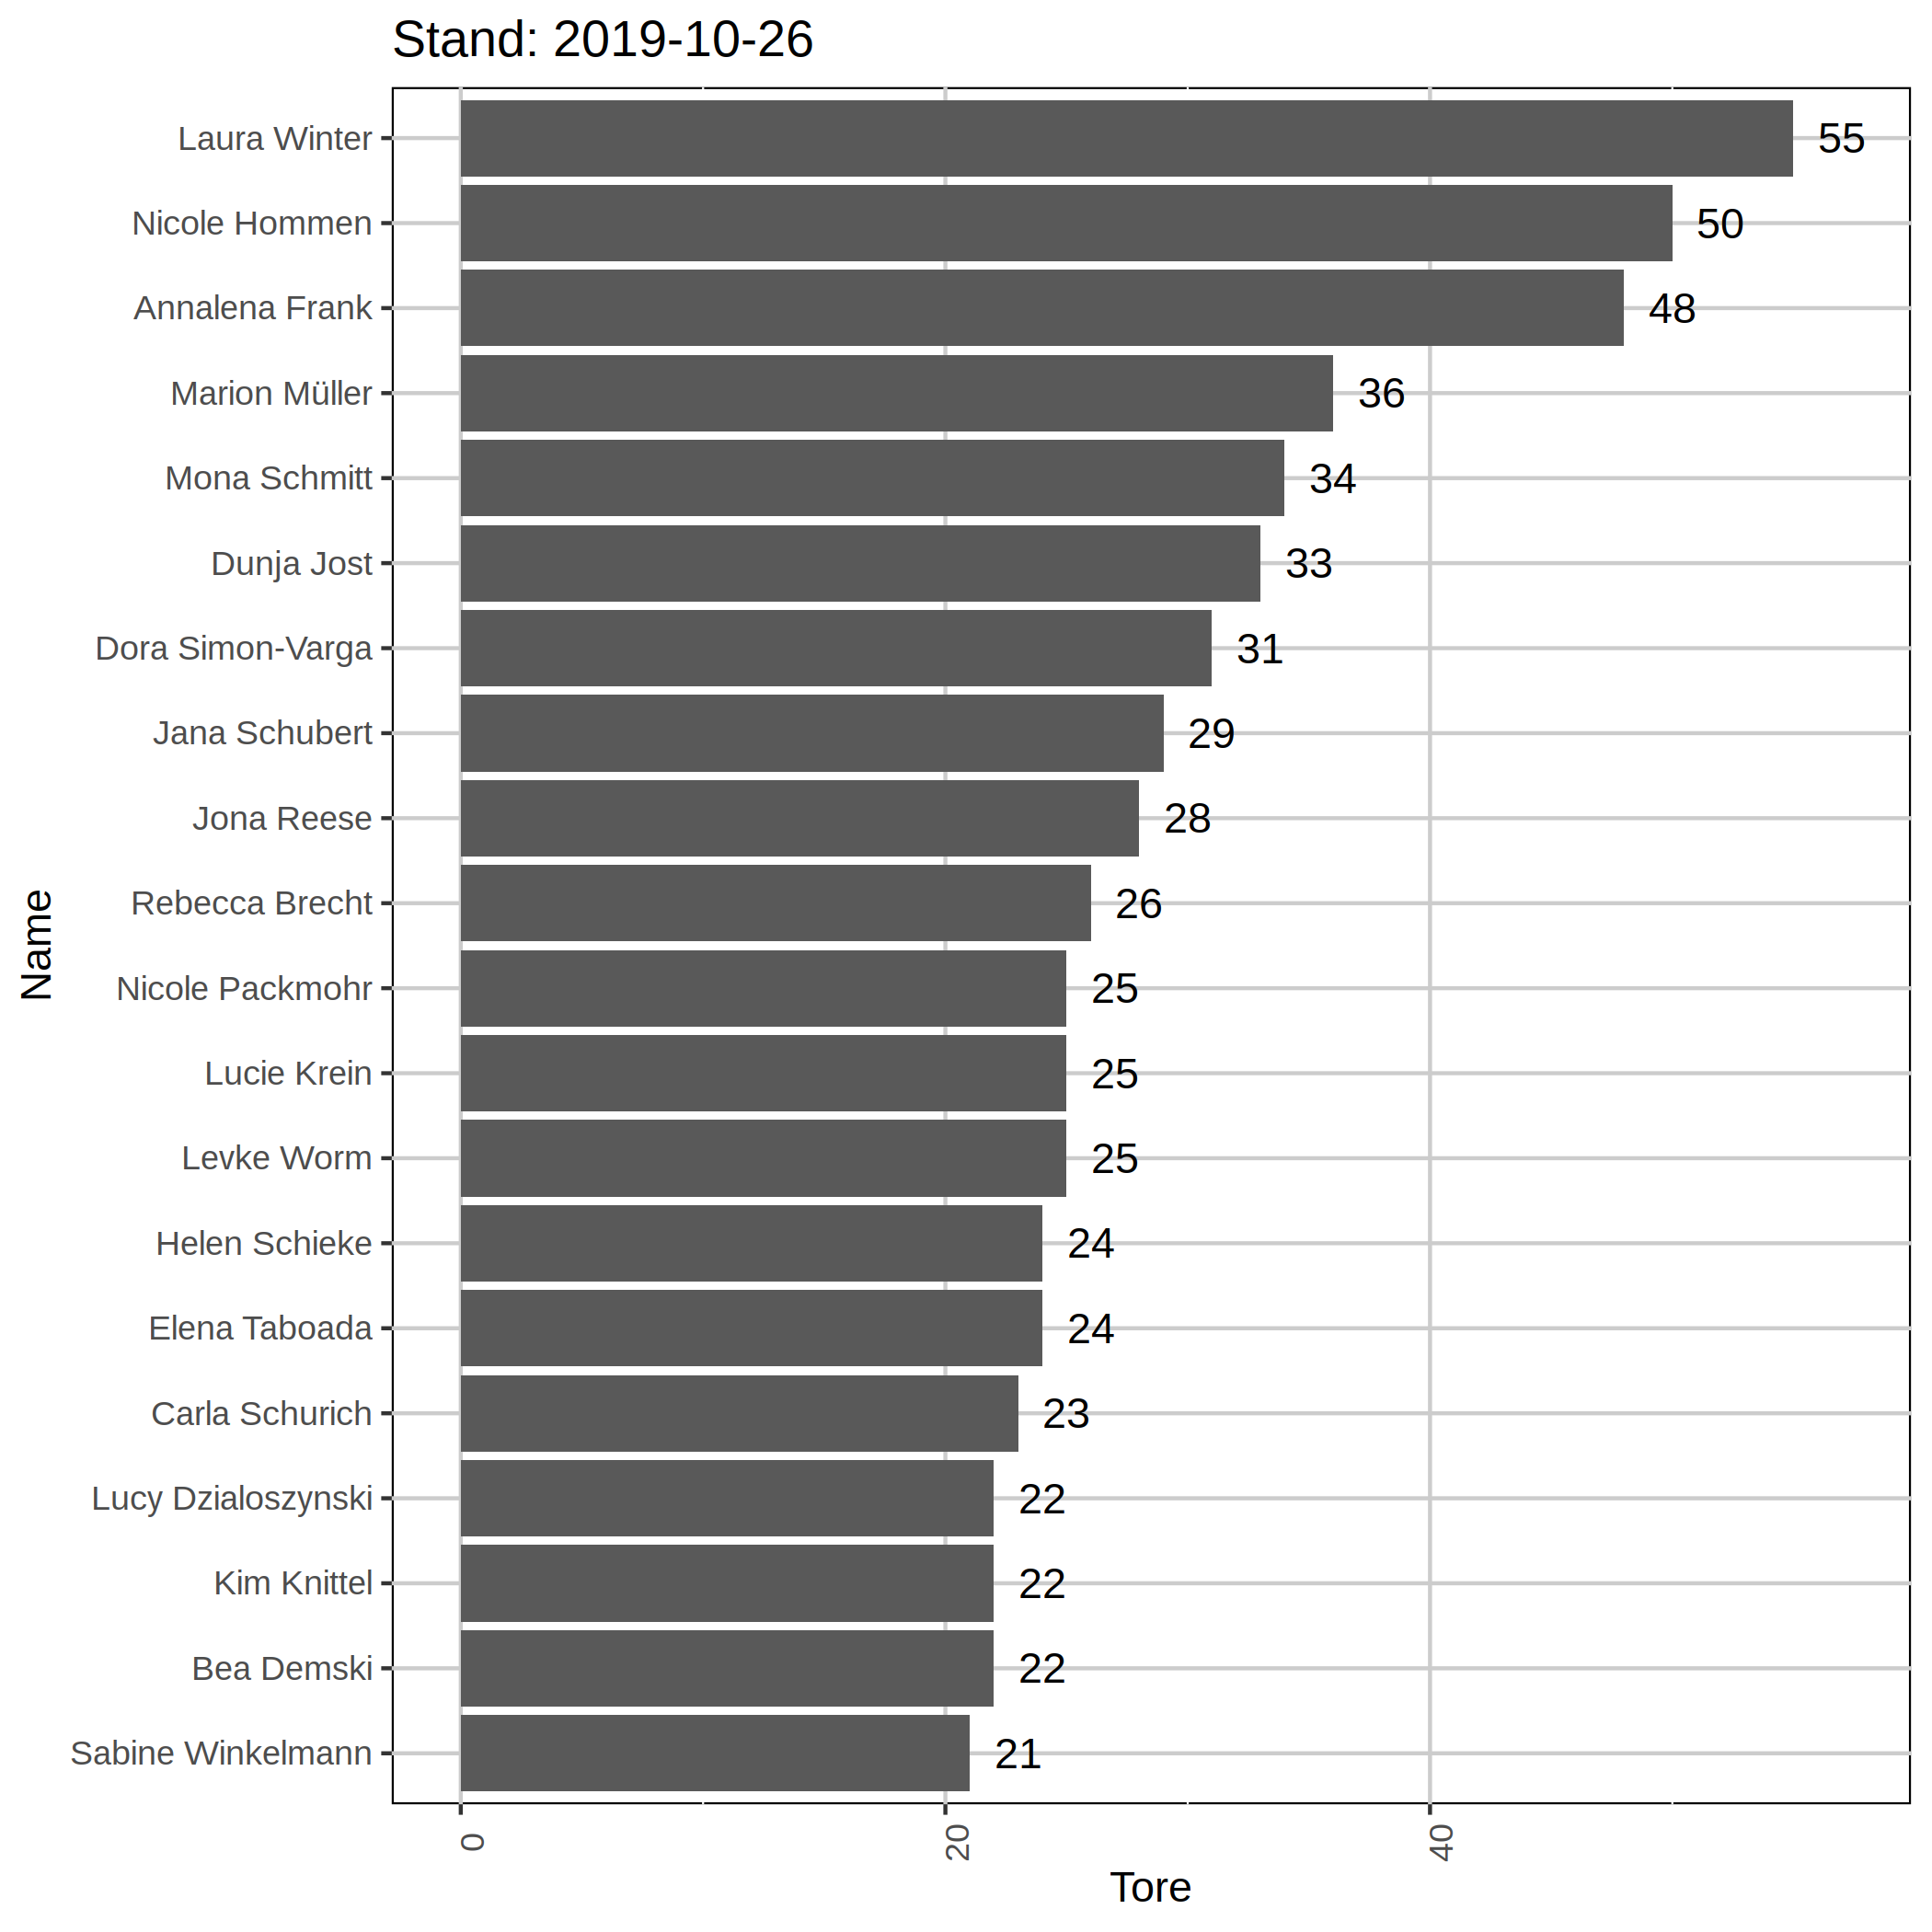 Stand: 2019-10-26
Laura Winter 55
Nicole Hommen 50
Annalena Frank 48
Marion Müller 36
Mona Schmitt 34
Dunja Jost 33
Dora Simon-Varga 31
Jana Schubert 29
Jona Reese 28
Rebecca Brecht 26
Nicole Packmohr 25
Lucie Krein 25
Levke Worm 25
Helen Schieke 24
Elena Taboada 24
Carla Schurich 23
Lucy Dzialoszynski 22
Kim Knittel 22
Bea Demski 22
Sabine Winkelmann 21
Name
0 20 40
Tore